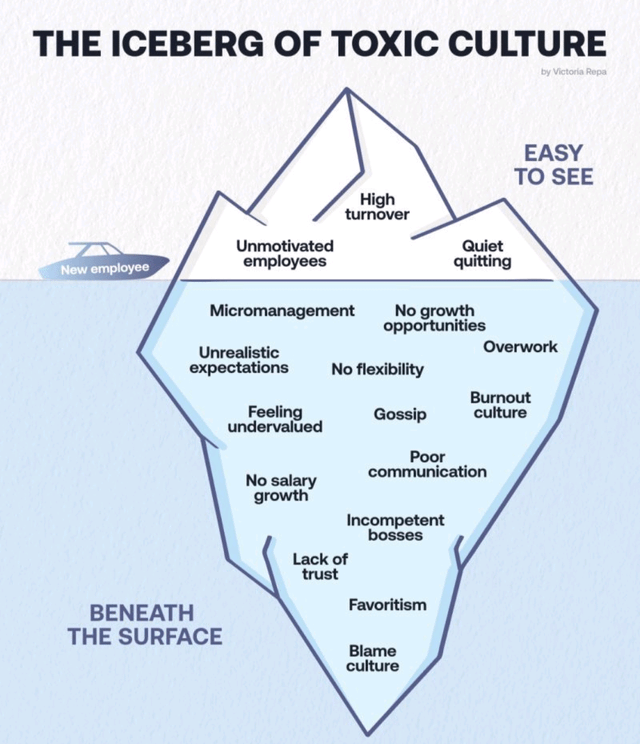 THE ICEBERG OF TOXIC CULTURE
by Victoria Repa
EASY
TO SEE
High
turnover
Unmotivated
employees
Quiet
quitting
New employee
Micromanagement
No growth
opportunities
Unrealistic
expectations
No flexibility
Overwork
Feeling
undervalued
Gossip
Burnout
culture
Poor
communication
No salary
growth
Incompetent
bosses
Lack of
trust
Favoritism
BENEATH
THE SURFACE
Blame
culture